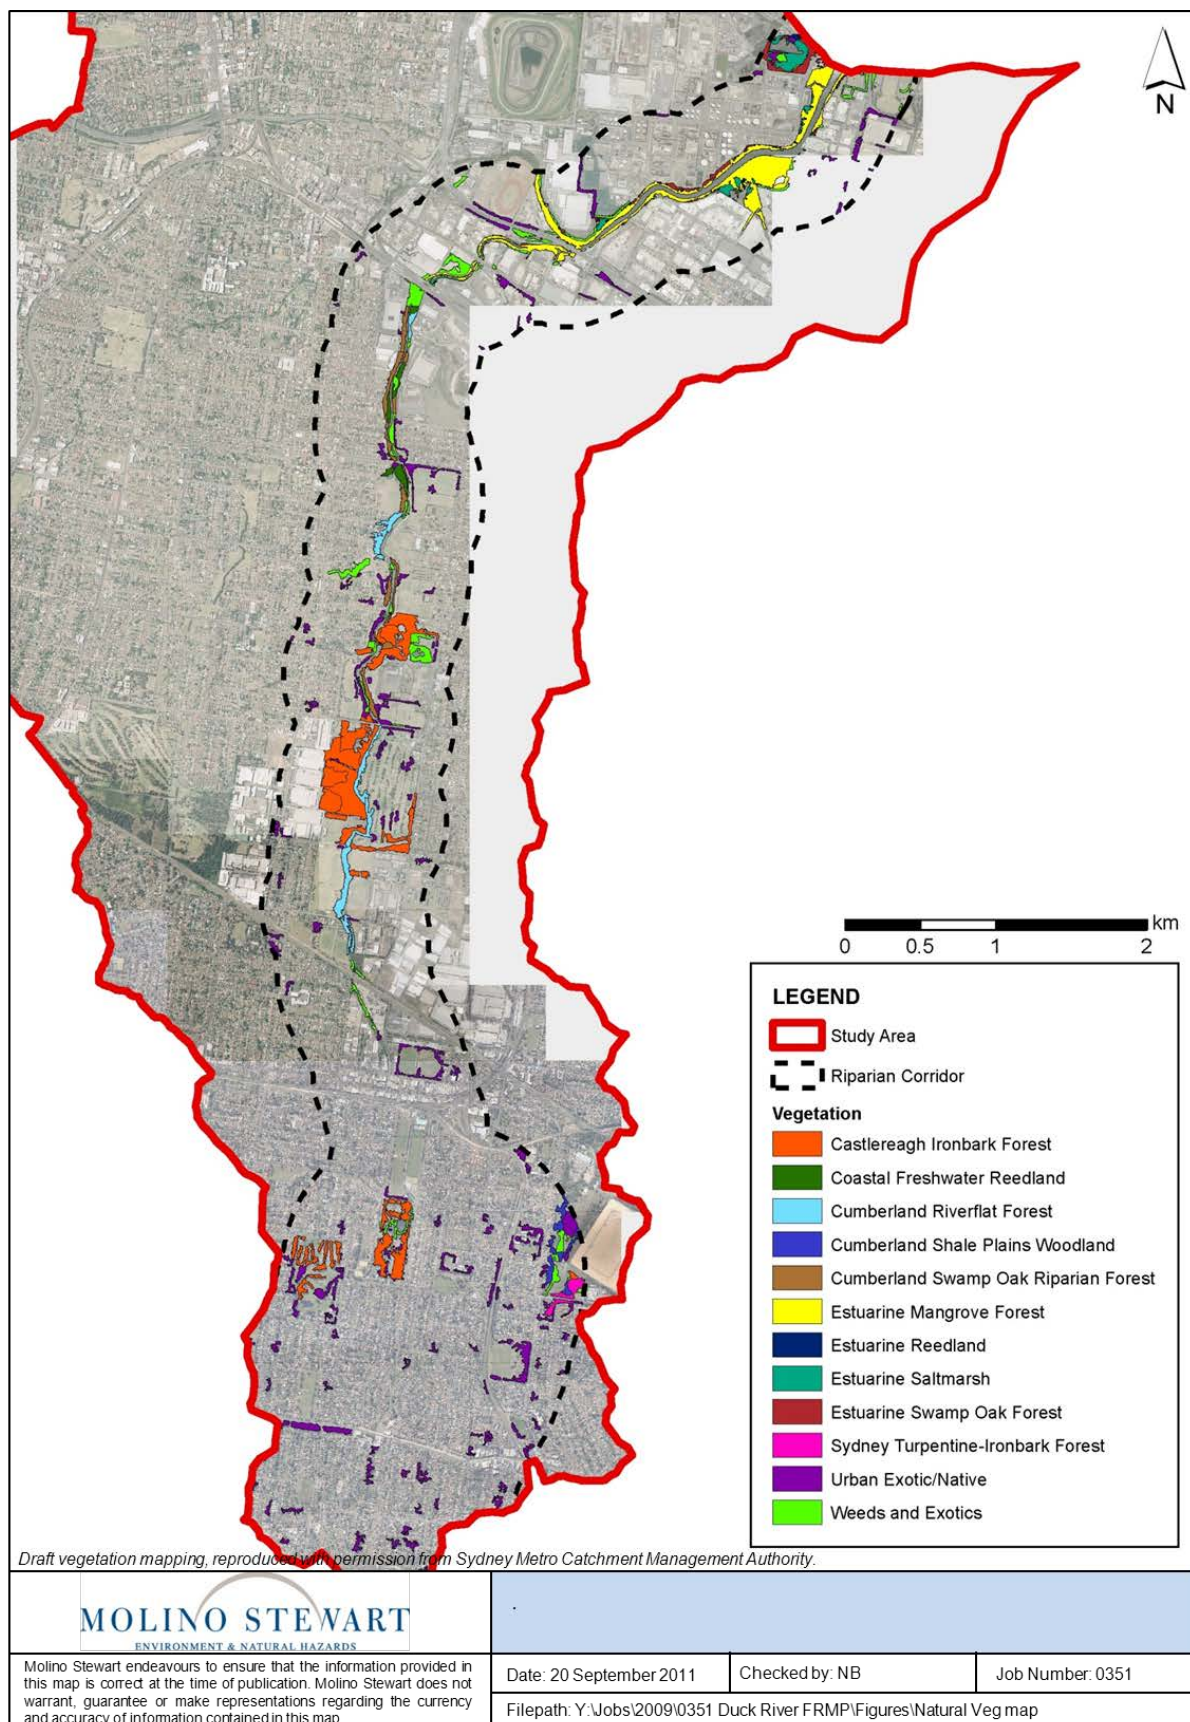 N
km
0 0.5 1 2
LEGEND
Study Area
Riparian Corridor
Vegetation
Castlereagh Ironbark Forest
Coastal Freshwater Reedland
Cumberland Riverflat Forest
Cumberland Shale Plains Woodland
Cumberland Swamp Oak Riparian Forest
Estuarine Mangrove Forest
Estuarine Reedland
Estuarine Saltmarsh
Estuarine Swamp Oak Forest
Sydney Turpentine-Ironbark Forest
Urban Exotic/Native
Weeds and Exotics
Draft vegetation mapping, reproduced with permission from Sydney Metro Catchment Management Authority.
MOLINO STEWART
ENVIRONMENT & NATURAL HAZARDS
.
Molino Stewart endeavours to ensure that the information provided in
this map is correct at the time of publication. Molino Stewart does not
warrant, guarantee or make representations regarding the currency
and accuracy of information contained in this map
Date: 20 September 2011
Checked by: NB
Job Number: 0351
Filepath: Y:\Jobs\2009\0351 Duck River FRMP\Figures\Natural Veg map